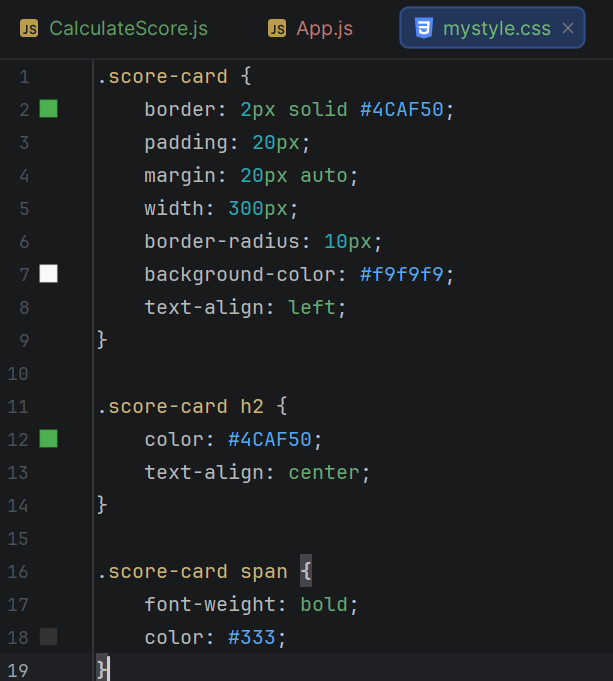 JS CalculateScore.js JS App.js mystyle.css
1 .score-card {
2 border: 2px solid #4CAF50;
3 padding: 20px;
4 margin: 20px auto;
5 width: 300px;
6 border-radius: 10px;
7 background-color: #f9f9f9;
8 text-align: left;
9 }
10
11 .score-card h2 {
12 color: #4CAF50;
13 text-align: center;
14 }
15
16 .score-card span {
17 font-weight: bold;
18 color: #333;
19 }